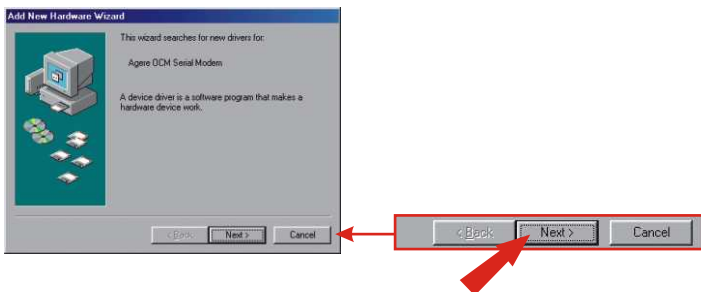 Add New Hardware Wizard
This wizard searches for new drivers for:
Agere OCM Serial Modem
A device driver is a software program that makes a
hardware device work.
< Back Next > Cancel
< Back Next > Cancel